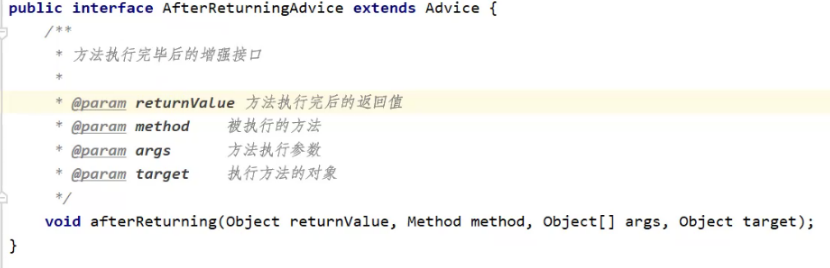 public interface AfterReturningAdvice extends Advice {
/**
* 方法执行完毕后的增强接口
*
* @param returnValue 方法执行完后的返回值
* @param method 被执行的方法
* @param args 方法执行参数
* @param target 执行方法的对象
*/
void afterReturning(Object returnValue, Method method, Object[] args, Object target);
}